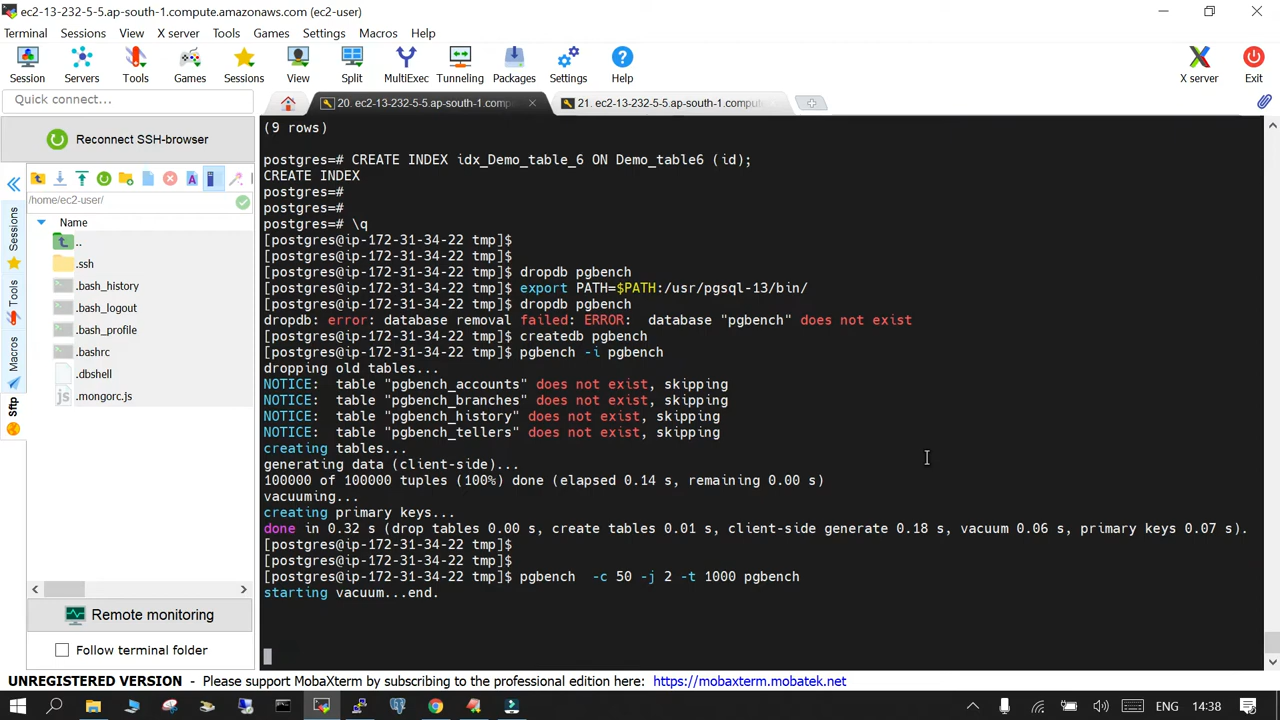 ec2-13-232-5-5.ap-south-1.compute.amazonaws.com (ec2-user)
Terminal Sessions View X server Tools Games Settings Macros Help
Session Servers Tools Games Sessions View Split MultiExec Tunneling Packages Settings Help X server Exit
Quick connect...
20. ec2-13-232-5-5.ap-south-1.comp
21. ec2-13-232-5-5.ap-south-1.compute
Reconnect SSH-browser
/home/ec2-user/
Name
..
.ssh
.bash_history
.bash_logout
.bash_profile
.bashrc
.dbshell
.mongorc.js
Sessions
Tools
Macros
Sftp
Remote monitoring
Follow terminal folder
(9 rows)
postgres=# CREATE INDEX idx_Demo_table_6 ON Demo_table6 (id);
CREATE INDEX
postgres=#
postgres=#
postgres=# \q
[postgres@ip-172-31-34-22 tmp]$
[postgres@ip-172-31-34-22 tmp]$
[postgres@ip-172-31-34-22 tmp]$ dropdb pgbench
[postgres@ip-172-31-34-22 tmp]$ export PATH=$PATH:/usr/pgsql-13/bin/
[postgres@ip-172-31-34-22 tmp]$ dropdb pgbench
dropdb: error: database removal failed: ERROR:  database "pgbench" does not exist
[postgres@ip-172-31-34-22 tmp]$ createdb pgbench
[postgres@ip-172-31-34-22 tmp]$ pgbench -i pgbench
dropping old tables...
NOTICE:  table "pgbench_accounts" does not exist, skipping
NOTICE:  table "pgbench_branches" does not exist, skipping
NOTICE:  table "pgbench_history" does not exist, skipping
NOTICE:  table "pgbench_tellers" does not exist, skipping
creating tables...
generating data (client-side)...
100000 of 100000 tuples (100%) done (elapsed 0.14 s, remaining 0.00 s)
vacuuming...
creating primary keys...
done in 0.32 s (drop tables 0.00 s, create tables 0.01 s, client-side generate 0.18 s, vacuum 0.06 s, primary keys 0.07 s).
[postgres@ip-172-31-34-22 tmp]$
[postgres@ip-172-31-34-22 tmp]$
[postgres@ip-172-31-34-22 tmp]$ pgbench  -c 50 -j 2 -t 1000 pgbench
starting vacuum...end.
UNREGISTERED VERSION - Please support MobaXterm by subscribing to the professional edition here: https://mobaxterm.mobatek.net
ENG 14:38